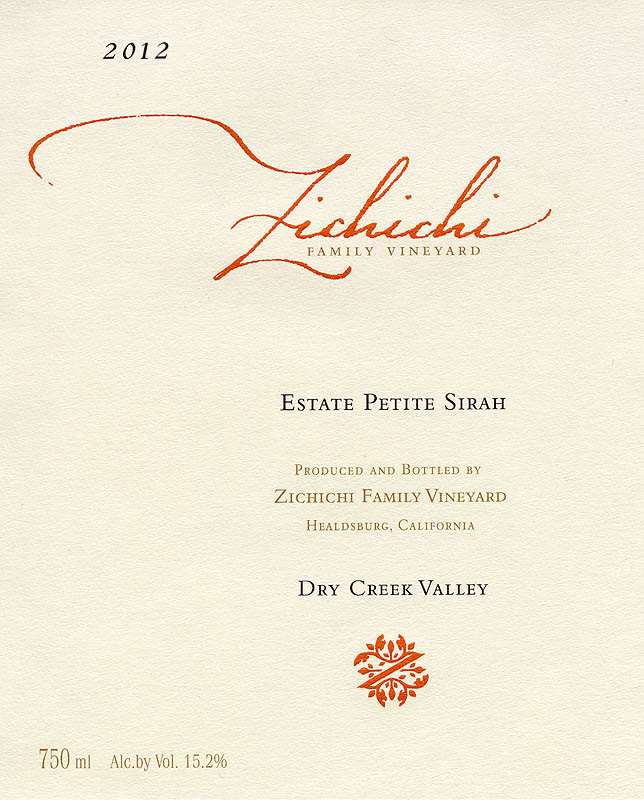 2012
Zichichi
FAMILY VINEYARD
ESTATE PETITE SIRAH
PRODUCED AND BOTTLED BY
ZICHICHI FAMILY VINEYARD
HEALDSBURG, CALIFORNIA
DRY CREEK VALLEY
750 ml Alc.by Vol. 15.2%